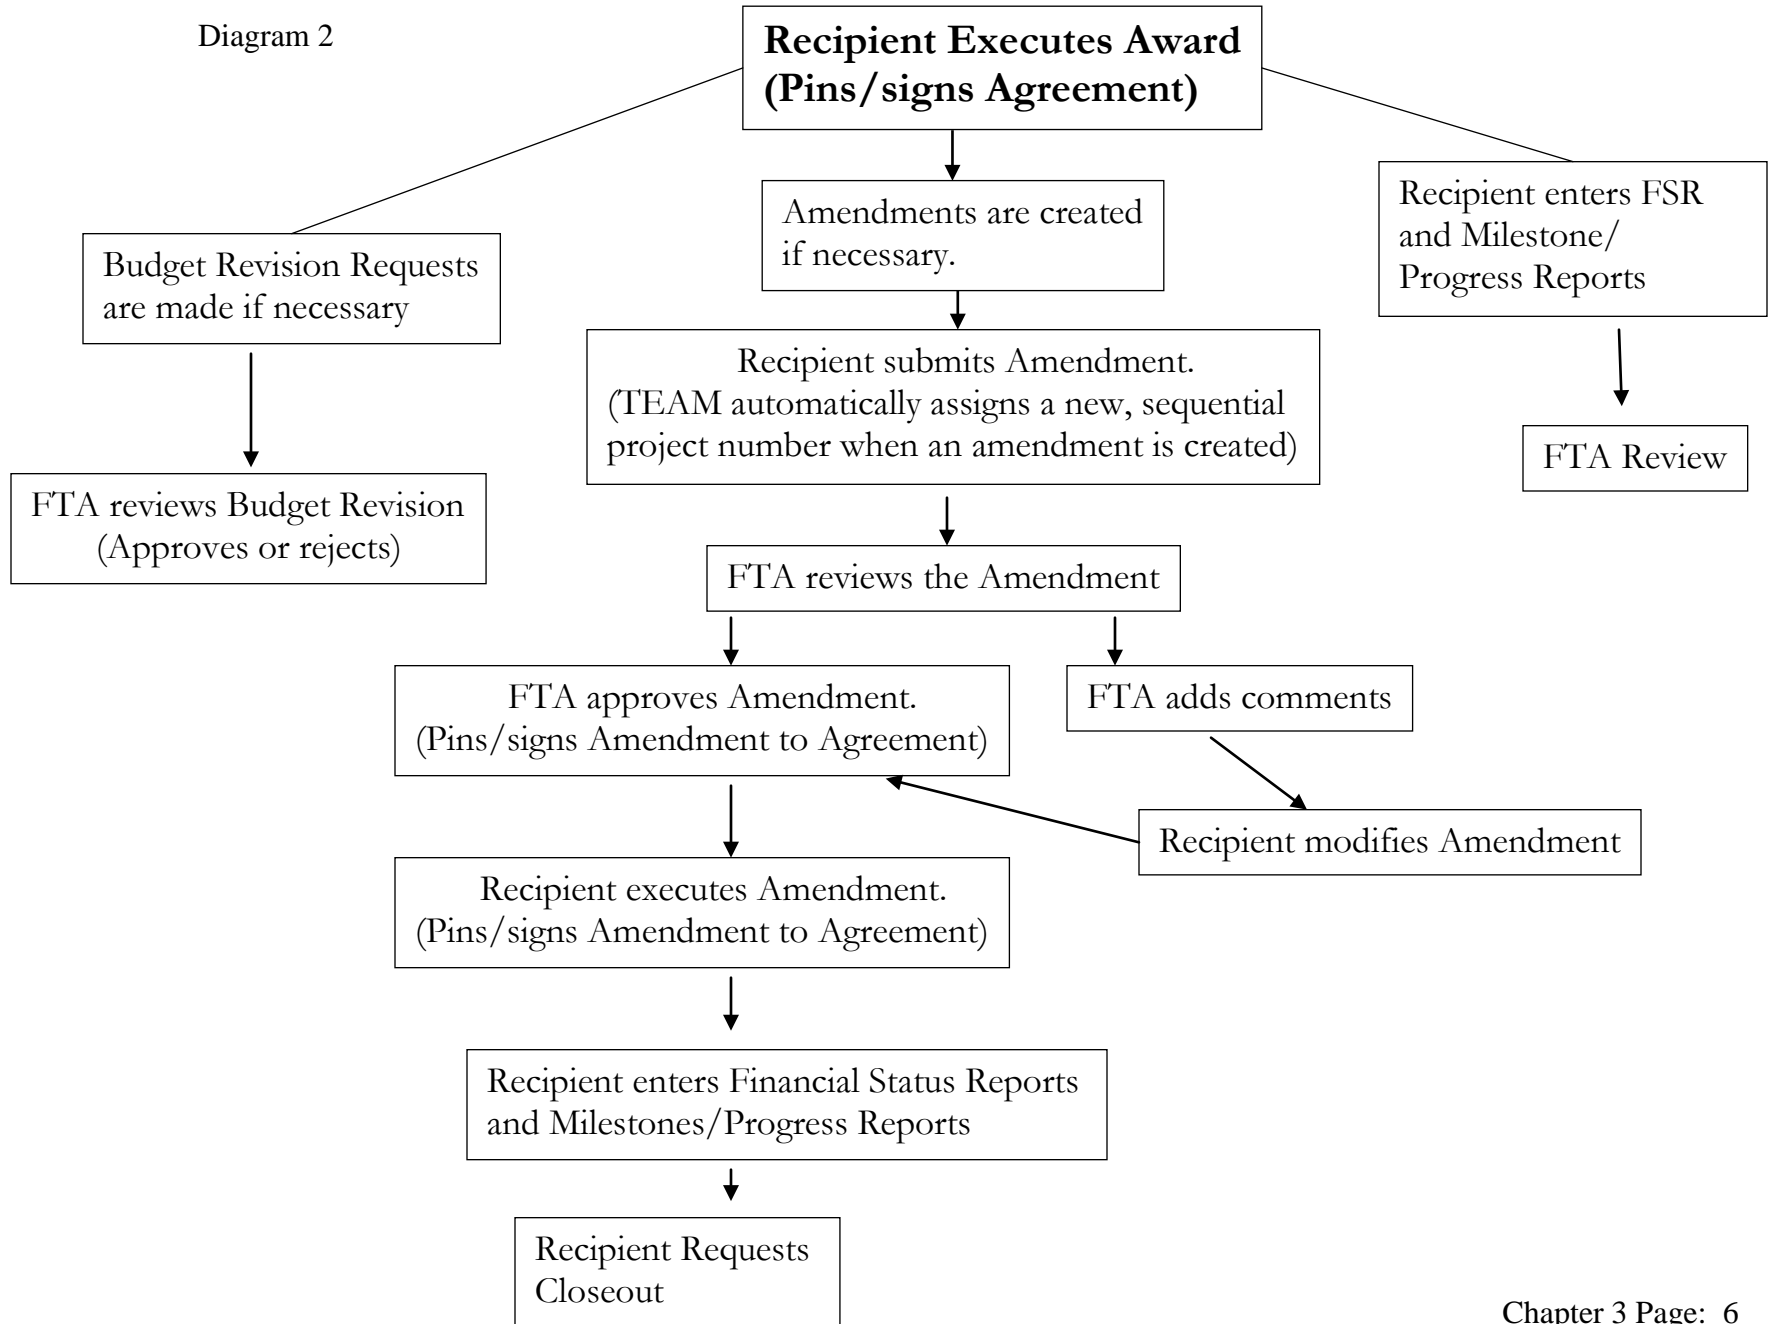 Diagram 2
Recipient Executes Award
(Pins/signs Agreement)
Budget Revision Requests
are made if necessary
FTA reviews Budget Revision
(Approves or rejects)
Amendments are created
if necessary.
Recipient submits Amendment.
(TEAM automatically assigns a new, sequential
project number when an amendment is created)
FTA reviews the Amendment
FTA approves Amendment.
(Pins/signs Amendment to Agreement)
FTA adds comments
Recipient modifies Amendment
Recipient executes Amendment.
(Pins/signs Amendment to Agreement)
Recipient enters Financial Status Reports
and Milestones/Progress Reports
Recipient Requests
Closeout
Recipient enters FSR
and Milestone/
Progress Reports
FTA Review
Chapter 3 Page: 6